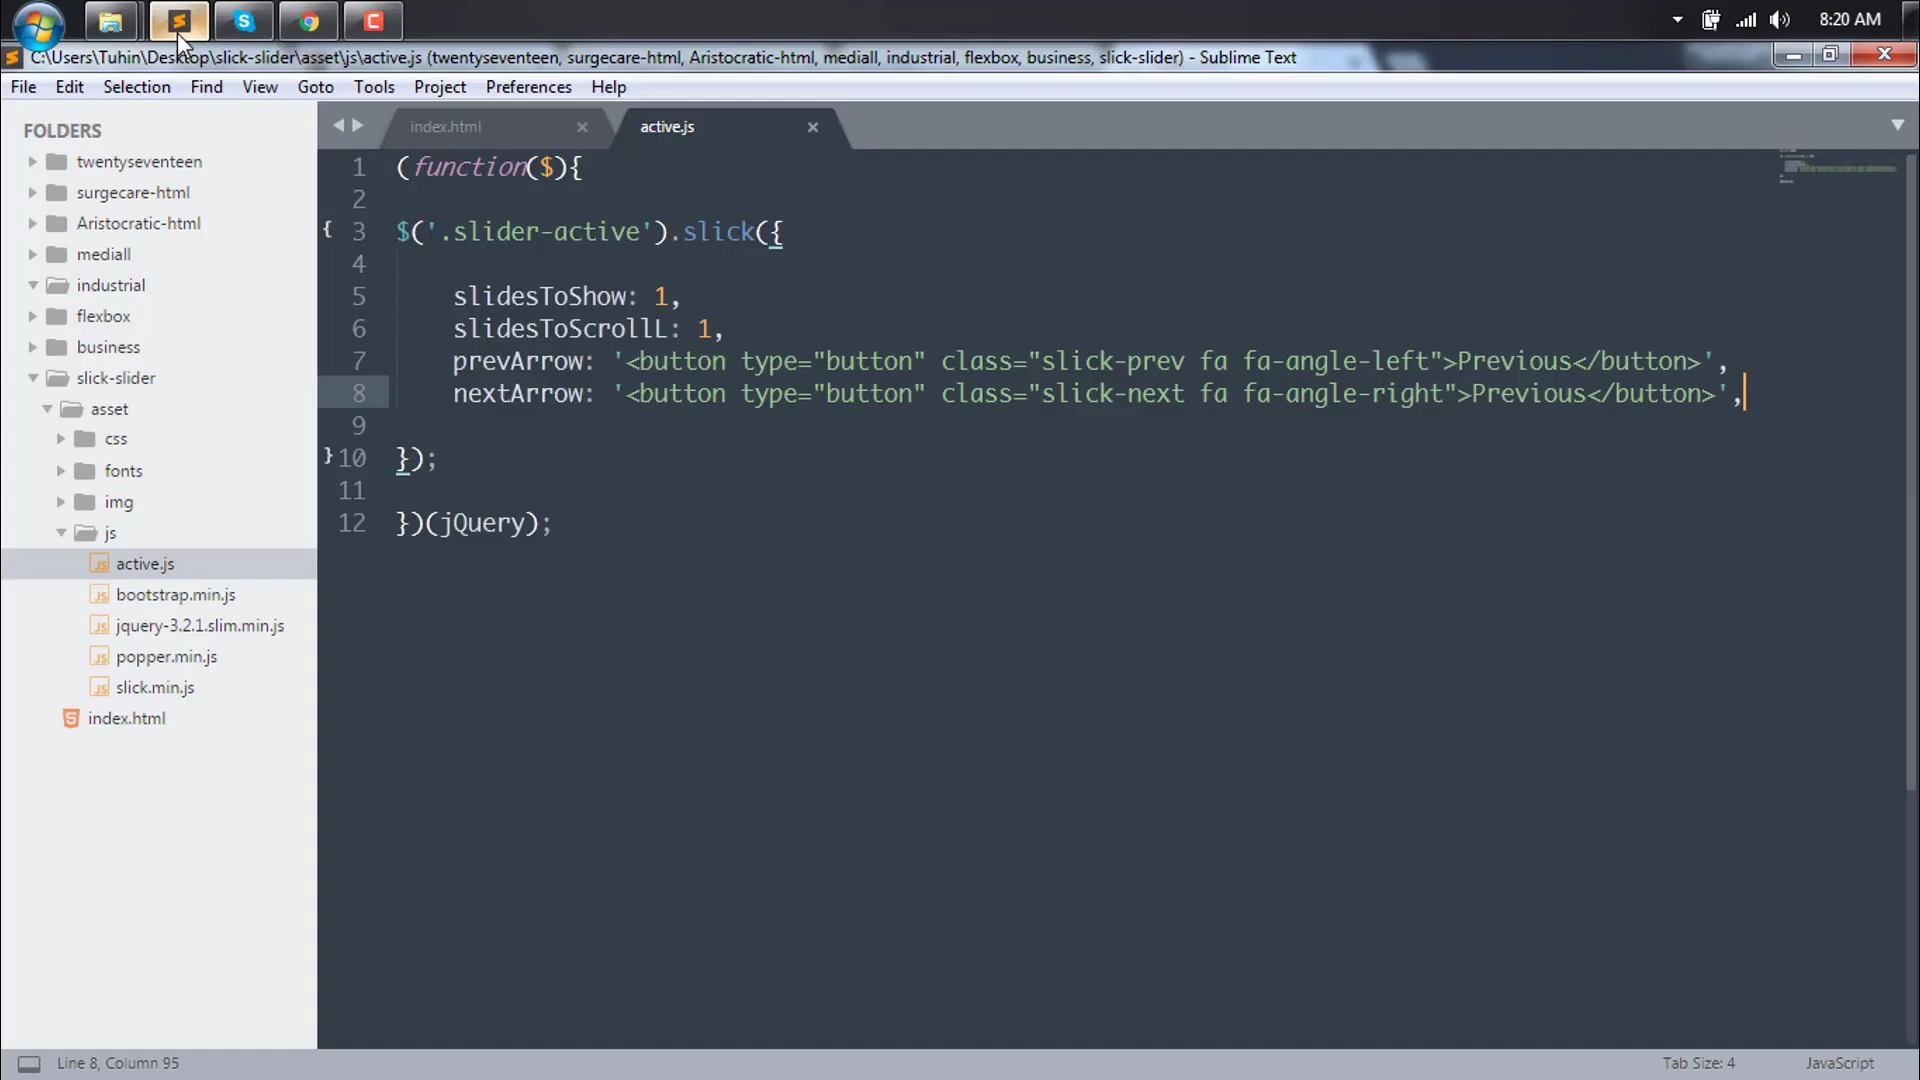 8:20 AM
C:\Users\Tuhin\Desktop\slick-slider\asset\js\active.js (twentyseventeen, surgecare-html, Aristocratic-html, mediall, industrial, flexbox, business, slick-slider) - Sublime Text
File Edit Selection Find View Goto Tools Project Preferences Help
FOLDERS
twentyseventeen
surgecare-html
Aristocratic-html
mediall
industrial
flexbox
business
slick-slider
asset
css
fonts
img
js
active.js
bootstrap.min.js
jquery-3.2.1.slim.min.js
popper.min.js
slick.min.js
index.html
index.html active.js
1 (function($){
2
3 $('.slider-active').slick({
4
5 slidesToShow: 1,
6 slidesToScrollL: 1,
7 prevArrow: '<button type="button" class="slick-prev fa fa-angle-left">Previous</button>',
8 nextArrow: '<button type="button" class="slick-next fa fa-angle-right">Previous</button>',
9
10 });
11
12 })(jQuery);
Line 8, Column 95 Tab Size: 4 JavaScript